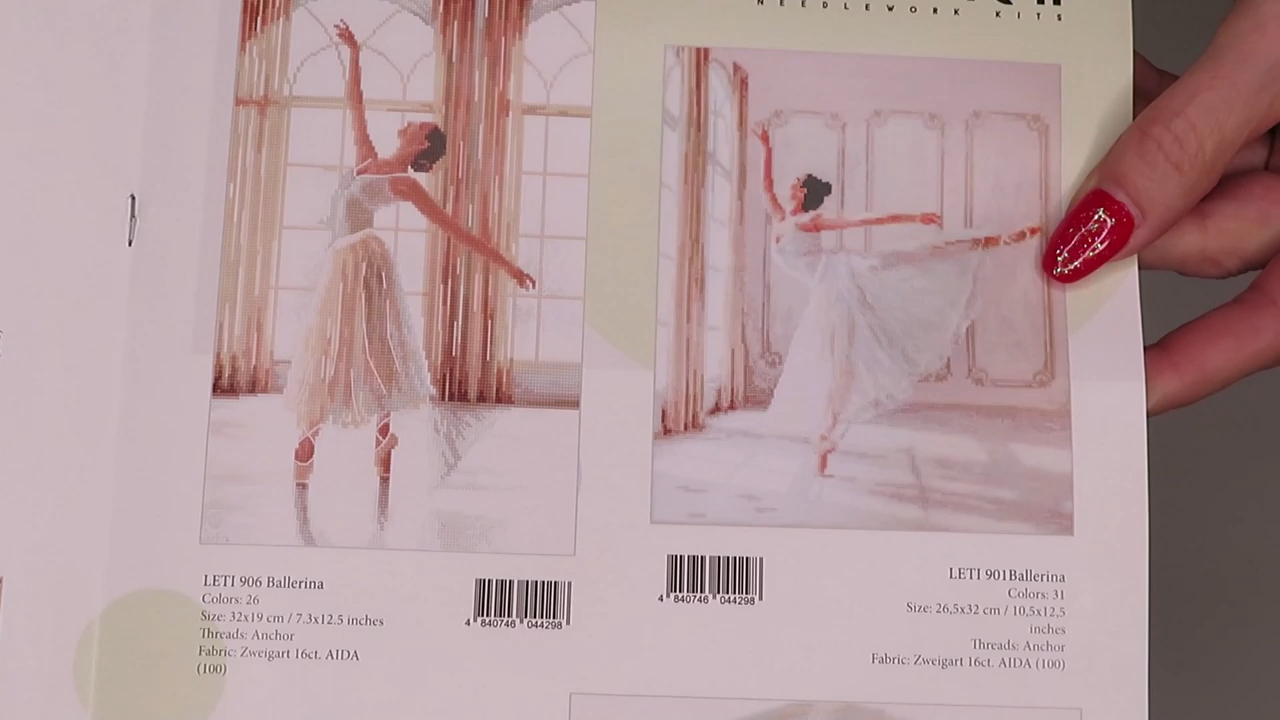 NEEDLEWORK KITS
LETI 906 Ballerina
Colors: 26
Size: 32x19 cm / 7.3x12.5 inches
Threads: Anchor
Fabric: Zweigart 16ct. AIDA
(100)
4 840746 044298
4 840746 044298
LETI 901Ballerina
Colors: 31
Size: 26,5x32 cm / 10,5x12,5
inches
Threads: Anchor
Fabric: Zweigart 16ct. AIDA (100)